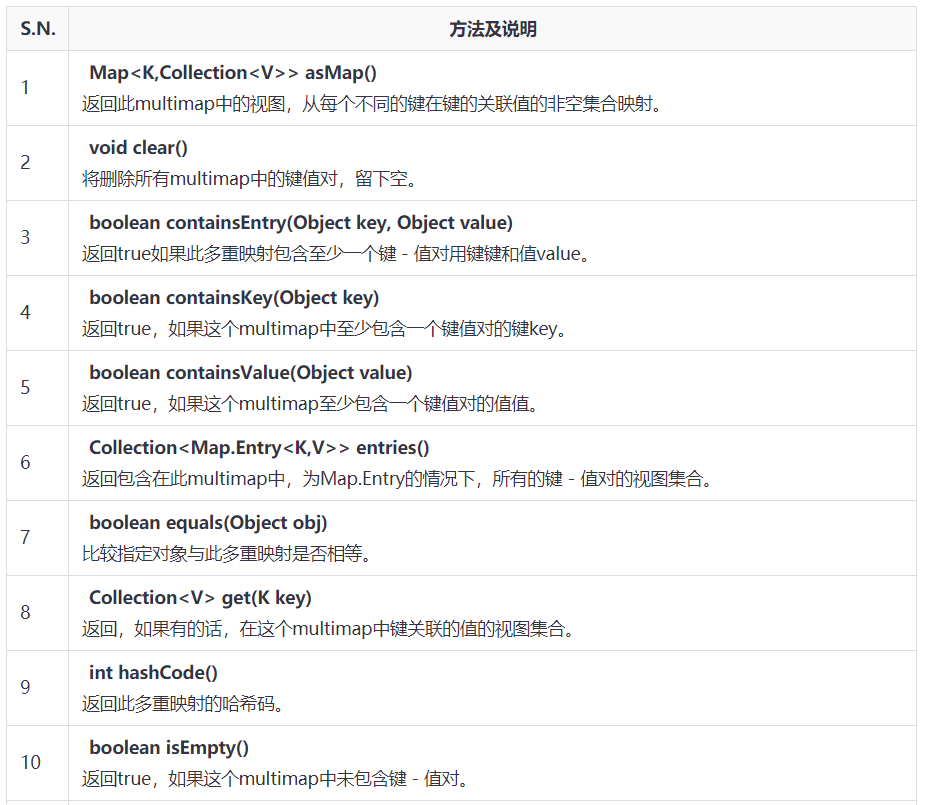 S.N. 方法及说明
1
Map<K,Collection<V>> asMap()
返回此multimap中的视图，从每个不同的键在键的关联值的非空集合映射。
2
void clear()
将删除所有multimap中的键值对，留下空。
3
boolean containsEntry(Object key, Object value)
返回true如果此多重映射包含至少一个键 - 值对用键键和值value。
4
boolean containsKey(Object key)
返回true，如果这个multimap中至少包含一个键值对的键key。
5
boolean containsValue(Object value)
返回true，如果这个multimap至少包含一个键值对的值值。
6
Collection<Map.Entry<K,V>> entries()
返回包含在此multimap中，为Map.Entry的情况下，所有的键 - 值对的视图集合。
7
boolean equals(Object obj)
比较指定对象与此多重映射是否相等。
8
Collection<V> get(K key)
返回，如果有的话，在这个multimap中键关联的值的视图集合。
9
int hashCode()
返回此多重映射的哈希码。
10
boolean isEmpty()
返回true，如果这个multimap中未包含键 - 值对。